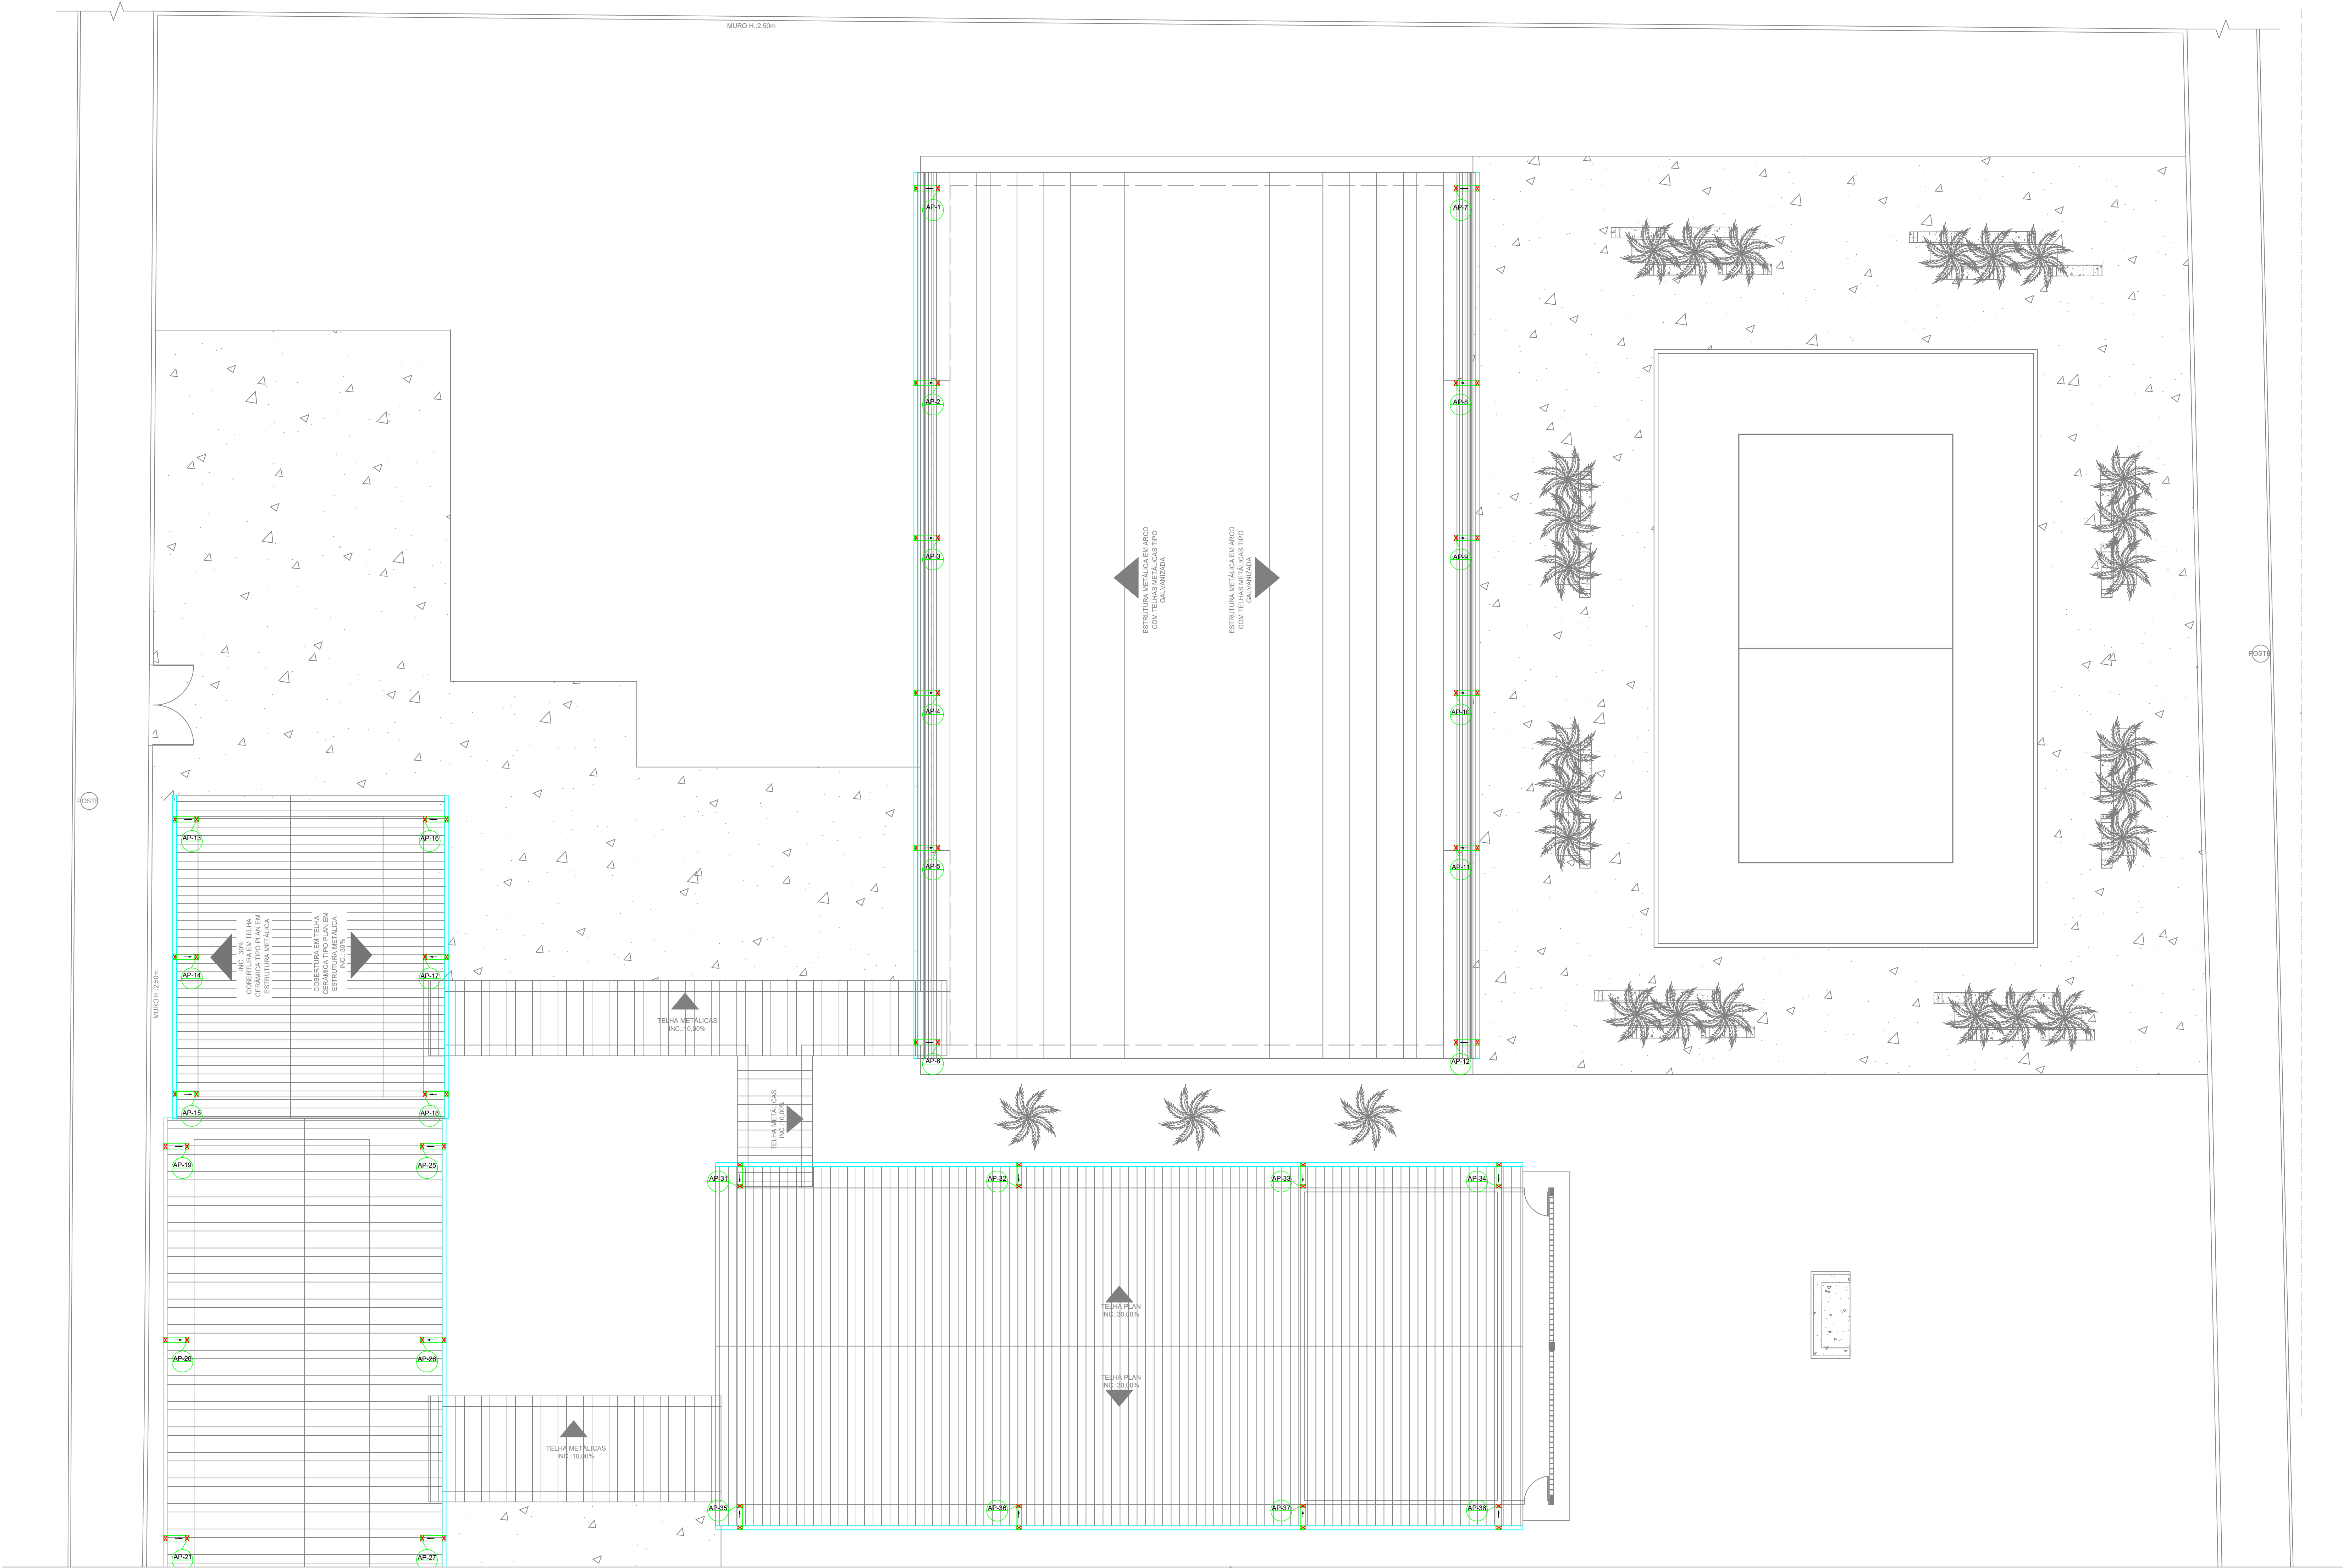 MURO H.:2,50m
AP-1
AP-7
AP-2
AP-8
ESTRUTURA METÁLICA EM ARCO
COM TELHAS METÁLICAS TIPO
GALVANIZADA
ESTRUTURA METÁLICA EM ARCO
COM TELHAS METÁLICAS TIPO
GALVANIZADA
AP-3
AP-9
POSTE
AP-4
AP-10
POSTE
AP-13
AP-16
AP-5
AP-11
INC.: 30%
COBERTURA EM TELHA
CERÂMICA TIPO PLAN EM
ESTRUTURA METÁLICA
COBERTURA EM TELHA
CERÂMICA TIPO PLAN EM
ESTRUTURA METÁLICA
INC.: 30%
AP-14
AP-17
MURO H.:2,50m
TELHA METÁLICAS
INC.:10,00%
AP-6
AP-12
AP-15
AP-18
TELHA METÁLICAS
INC.:10,00%
AP-19
AP-25
AP-31
AP-32
AP-33
AP-34
TELHA PLAN
INC.:30,00%
AP-20
AP-26
TELHA PLAN
INC.:30,00%
TELHA METÁLICAS
INC.:10,00%
AP-35
AP-36
AP-37
AP-38
AP-21
AP-27